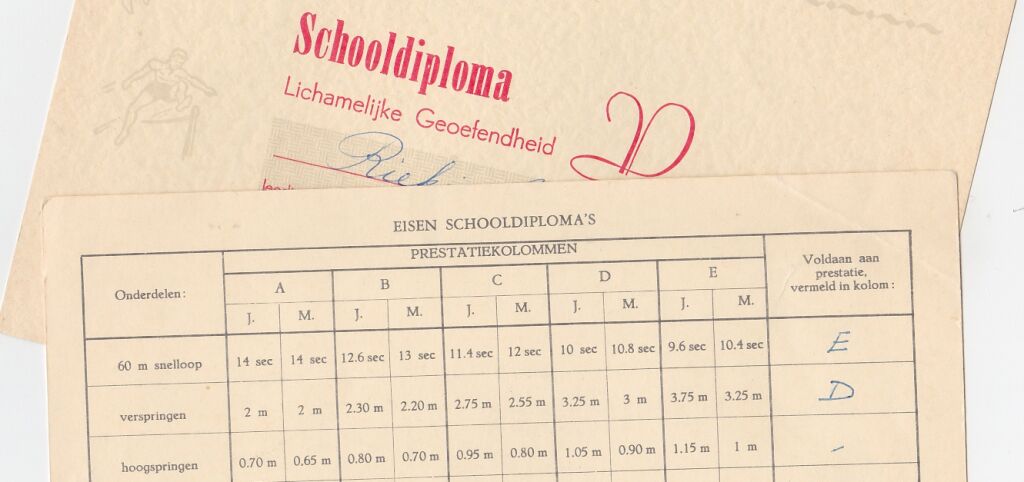 Schooldiploma
Lichamelijke Geoefendheid
D
EISEN SCHOOLDIPLOMA'S
PRESTATIEKOLOMMEN
Onderdelen: A B C D E Voldaan aan prestatie, vermeld in kolom:
J. M. J. M. J. M. J. M. J. M.
60 m snelloop 14 sec 14 sec 12.6 sec 13 sec 11.4 sec 12 sec 10 sec 10.8 sec 9.6 sec 10.4 sec E
verspringen 2 m 2 m 2.30 m 2.20 m 2.75 m 2.55 m 3.25 m 3 m 3.75 m 3.25 m D
hoogspringen 0.70 m 0.65 m 0.80 m 0.70 m 0.95 m 0.80 m 1.05 m 0.90 m 1.15 m 1 m -